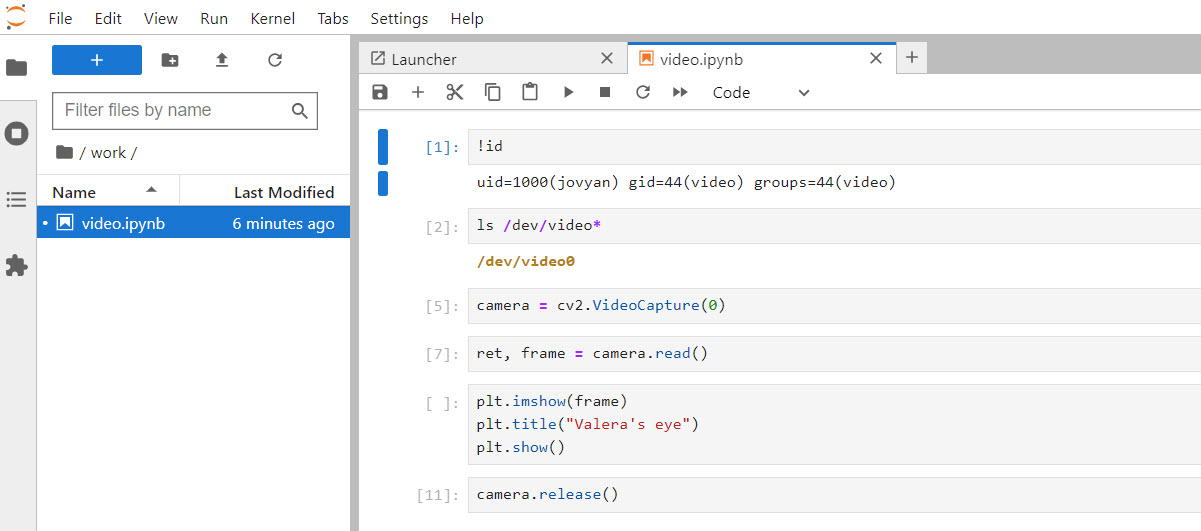 File Edit View Run Kernel Tabs Settings Help
Launcher
video.ipynb
Code
Filter files by name
/ work /
Name Last Modified
video.ipynb 6 minutes ago
[1]: !id
uid=1000(jovyan) gid=44(video) groups=44(video)
[2]: ls /dev/video*
/dev/video0
[5]: camera = cv2.VideoCapture(0)
[7]: ret, frame = camera.read()
[ ]: plt.imshow(frame)
plt.title("Valera's eye")
plt.show()
[11]: camera.release()